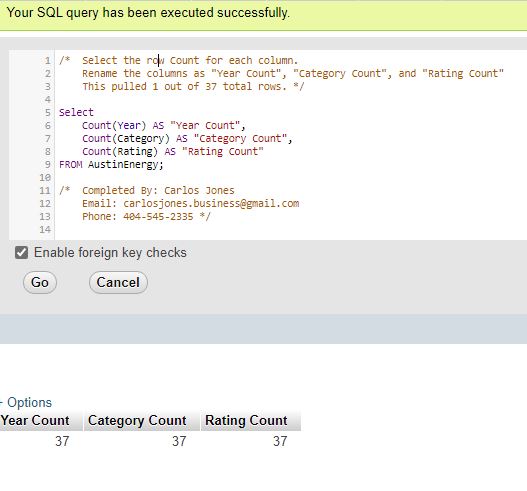 Your SQL query has been executed successfully.
1 /* Select the row Count for each column.
2 Rename the columns as "Year Count", "Category Count", and "Rating Count"
3 This pulled 1 out of 37 total rows. */
4
5 Select
6 Count(Year) AS "Year Count",
7 Count(Category) AS "Category Count",
8 Count(Rating) AS "Rating Count"
9 FROM AustinEnergy;
10
11 /* Completed By: Carlos Jones
12 Email: carlosjones.business@gmail.com
13 Phone: 404-545-2335 */
14
Enable foreign key checks
Go Cancel
Options
Year Count Category Count Rating Count
37 37 37